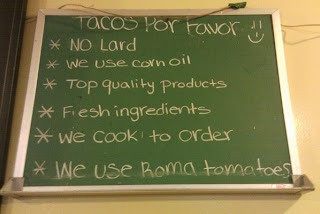 Tacos Por Favor
* No Lard
* We use corn oil
* Top quality products
* Fresh ingredients
* We cook to order
* We use Roma tomatoes